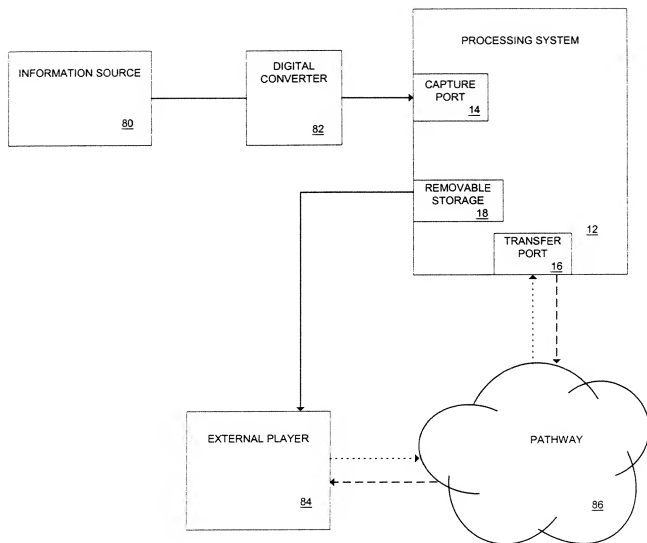 PROCESSING SYSTEM
INFORMATION SOURCE
80
DIGITAL
CONVERTER
82
CAPTURE
PORT
14
REMOVABLE
STORAGE
18
12
TRANSFER
PORT
16
EXTERNAL PLAYER
84
PATHWAY
86